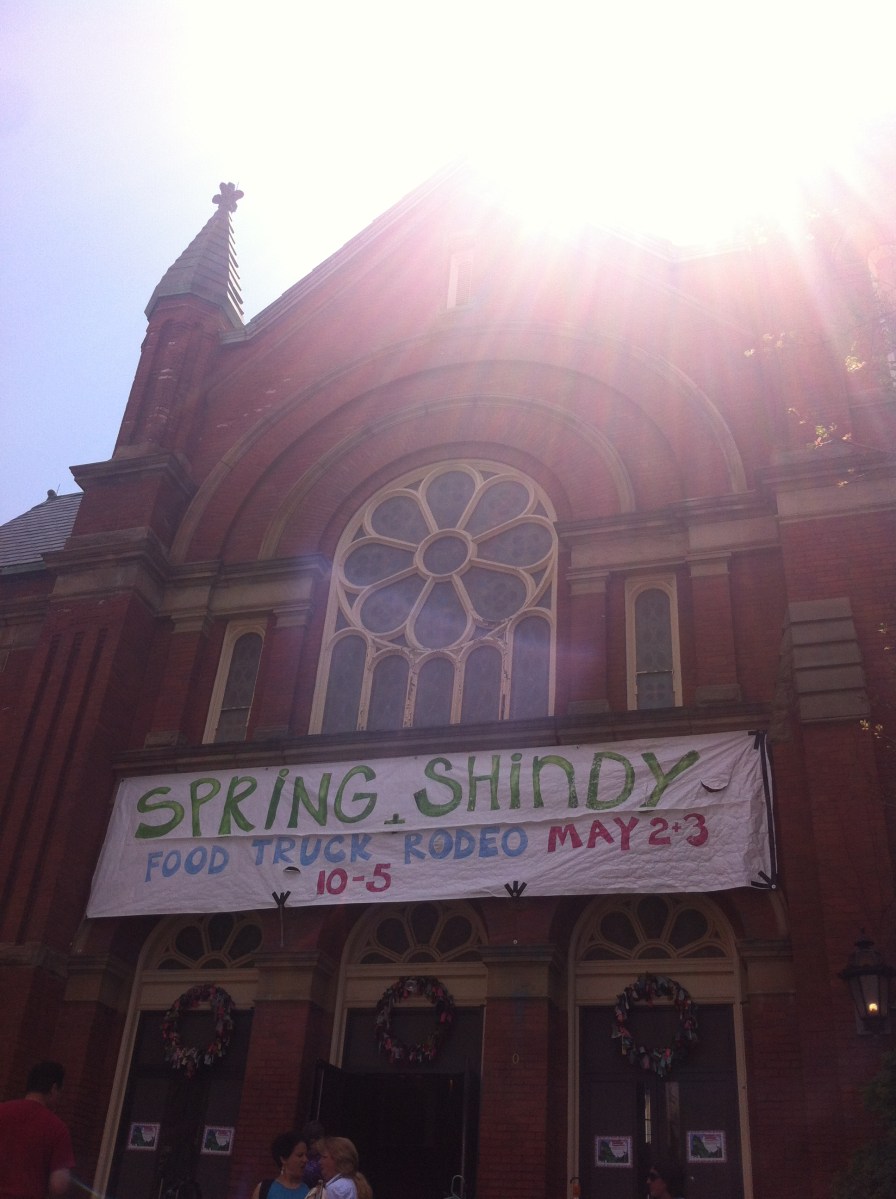 SPRiNG + SHinDY
FOOD TRUCK RODEO MAY 2+3
10-5